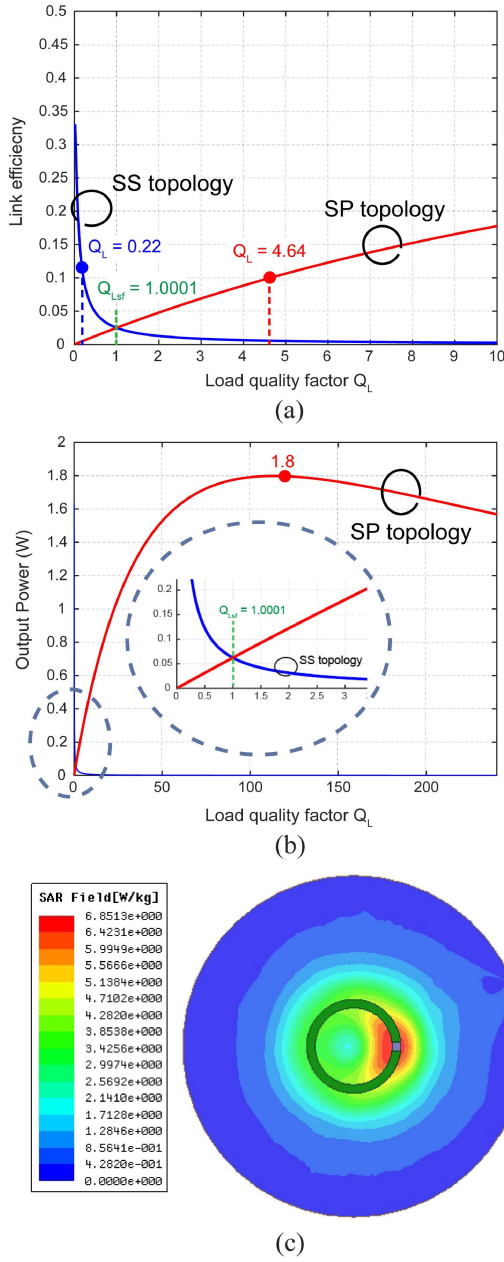 0.5
0.45
0.4
0.35
0.3
0.25
0.2
0.15
0.1
0.05
0
Link efficiecny
SS topology
SP topology
Q_L = 0.22
Q_L = 4.64
Q_Lsf = 1.0001
0 1 2 3 4 5 6 7 8 9 10
Load quality factor Q_L
(a)
2
1.8
1.6
1.4
1.2
1
0.8
0.6
0.4
0.2
0
Output Power (W)
1.8
SP topology
0.2
0.15
0.1
0.05
0
Q_Lsf = 1.0001
SS topology
0 0.5 1 1.5 2 2.5 3
0 50 100 150 200
Load quality factor Q_L
(b)
SAR Field[W/kg]
6.8513e+000
6.4231e+000
5.9949e+000
5.5666e+000
5.1384e+000
4.7102e+000
4.2820e+000
3.8538e+000
3.4256e+000
2.9974e+000
2.5692e+000
2.1410e+000
1.7128e+000
1.2846e+000
8.5641e-001
4.2820e-001
0.0000e+000
(c)